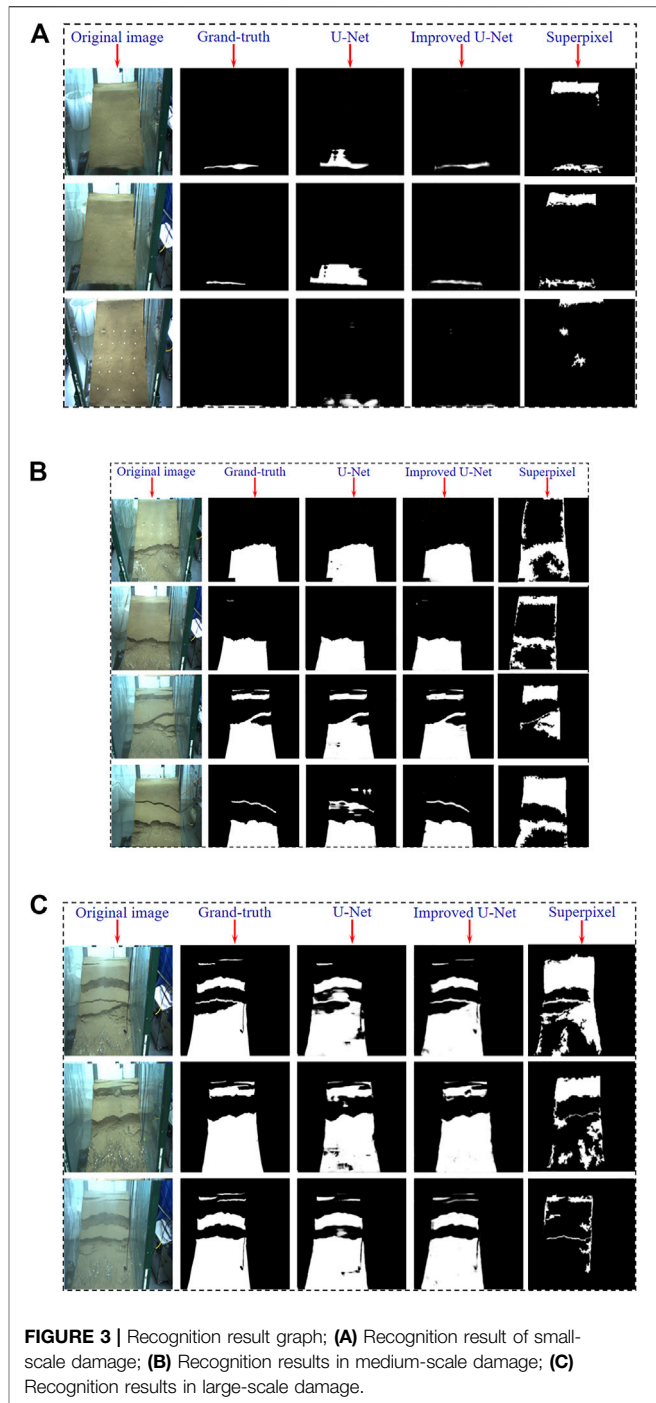 A
Original image Grand-truth U-Net Improved U-Net Superpixel
B
Original image Grand-truth U-Net Improved U-Net Superpixel
C
Original image Grand-truth U-Net Improved U-Net Superpixel
FIGURE 3 | Recognition result graph; (A) Recognition result of small-
scale damage; (B) Recognition results in medium-scale damage; (C)
Recognition results in large-scale damage.